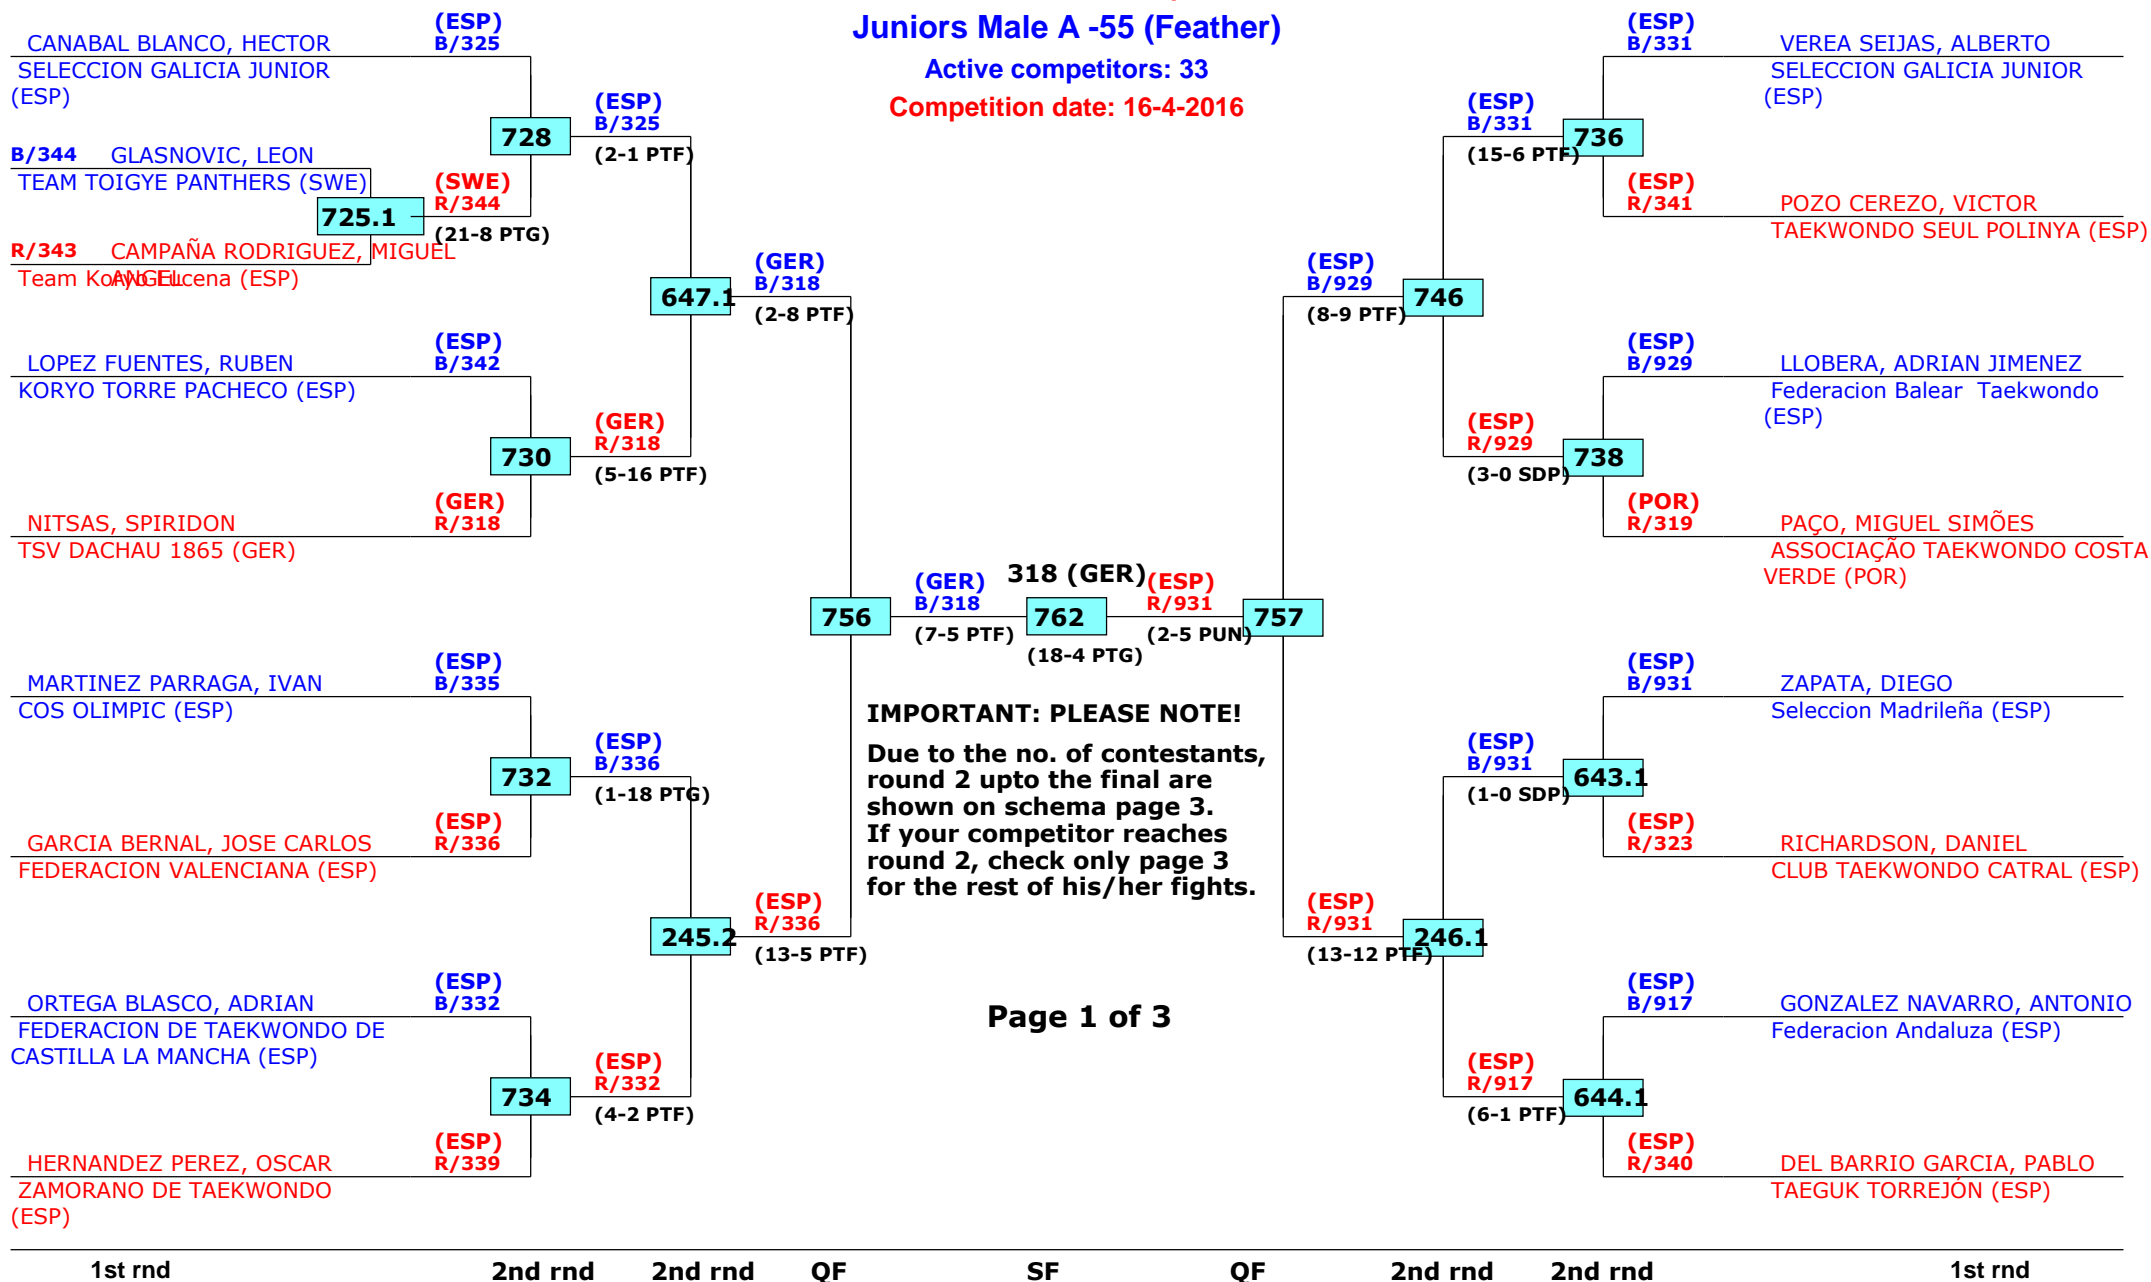 Juniors Male A -55 (Feather)
Active competitors: 33
Competition date: 16-4-2016
CANABAL BLANCO, HECTOR
SELECCION GALICIA JUNIOR
(ESP)
(ESP)
B/325
B/344 GLASNOVIC, LEON
TEAM TOIGYE PANTHERS (SWE)
725.1
(SWE)
R/344
(21-8 PTG)
R/343 CAMPAÑA RODRIGUEZ, MIGUEL
ANGEL
Team Koryo Lucena (ESP)
728
(ESP)
B/325
(2-1 PTF)
LOPEZ FUENTES, RUBEN
KORYO TORRE PACHECO (ESP)
(ESP)
B/342
730
(GER)
R/318
(5-16 PTF)
NITSAS, SPIRIDON
TSV DACHAU 1865 (GER)
(GER)
R/318
647.1
(GER)
B/318
(2-8 PTF)
MARTINEZ PARRAGA, IVAN
COS OLIMPIC (ESP)
(ESP)
B/335
732
(ESP)
B/336
(1-18 PTG)
GARCIA BERNAL, JOSE CARLOS
FEDERACION VALENCIANA (ESP)
(ESP)
R/336
245.2
(ESP)
R/336
(13-5 PTF)
ORTEGA BLASCO, ADRIAN
FEDERACION DE TAEKWONDO DE
CASTILLA LA MANCHA (ESP)
(ESP)
B/332
734
(ESP)
R/332
(4-2 PTF)
HERNANDEZ PEREZ, OSCAR
ZAMORANO DE TAEKWONDO
(ESP)
(ESP)
R/339
756
(GER)
B/318
(7-5 PTF)
318 (GER)
762
(18-4 PTG)
(ESP)
R/931
(2-5 PUN)
757
IMPORTANT: PLEASE NOTE!
Due to the no. of contestants,
round 2 upto the final are
shown on schema page 3.
If your competitor reaches
round 2, check only page 3
for the rest of his/her fights.
Page 1 of 3
(ESP)
B/331
VEREA SEIJAS, ALBERTO
SELECCION GALICIA JUNIOR
(ESP)
(ESP)
B/331
(15-6 PTF)
736
(ESP)
R/341
POZO CEREZO, VICTOR
TAEKWONDO SEUL POLINYA (ESP)
(ESP)
B/929
(8-9 PTF)
746
(ESP)
B/929
LLOBERA, ADRIAN JIMENEZ
Federacion Balear Taekwondo
(ESP)
(ESP)
R/929
(3-0 SDP)
738
(POR)
R/319
PAÇO, MIGUEL SIMÕES
ASSOCIAÇÃO TAEKWONDO COSTA
VERDE (POR)
(ESP)
B/931
ZAPATA, DIEGO
Seleccion Madrileña (ESP)
(ESP)
B/931
(1-0 SDP)
643.1
(ESP)
R/323
RICHARDSON, DANIEL
CLUB TAEKWONDO CATRAL (ESP)
(ESP)
R/931
(13-12 PTF)
246.1
(ESP)
B/917
GONZALEZ NAVARRO, ANTONIO
Federacion Andaluza (ESP)
(ESP)
R/917
(6-1 PTF)
644.1
(ESP)
R/340
DEL BARRIO GARCIA, PABLO
TAEGUK TORREJÓN (ESP)
1st rnd 2nd rnd 2nd rnd QF SF QF 2nd rnd 2nd rnd 1st rnd